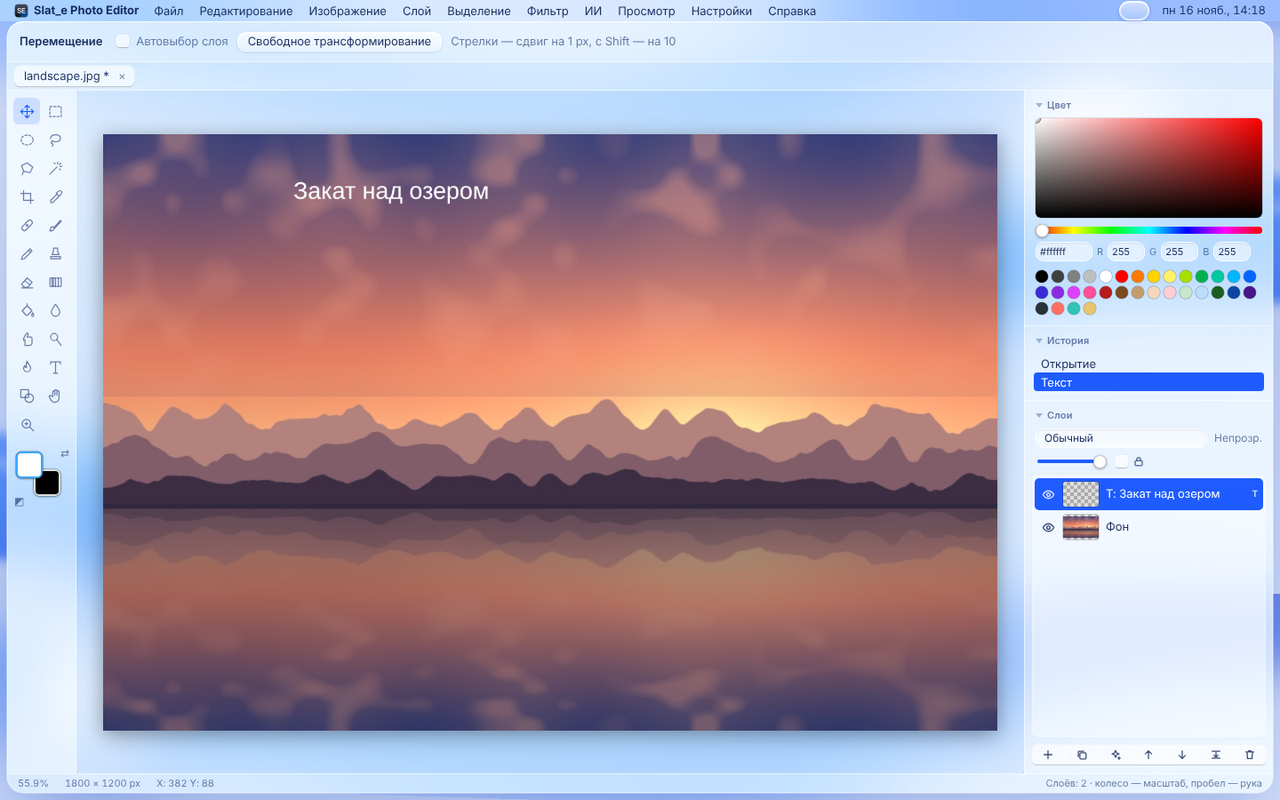 SE Slat_e Photo Editor Файл Редактирование Изображение Слой Выделение Фильтр ИИ Просмотр Настройки Справка пн 16 нояб., 14:18
Перемещение Автовыбор слоя Свободное трансформирование Стрелки — сдвиг на 1 px, с Shift — на 10
landscape.jpg * ×
Закат над озером
Цвет
#ffffff R 255 G 255 B 255
История
Открытие
Текст
Слои
Обычный Непрозр.
T: Закат над озером T
Фон
55.9% 1800 × 1200 px X: 382 Y: 88 Слоёв: 2 · колесо — масштаб, пробел — рука